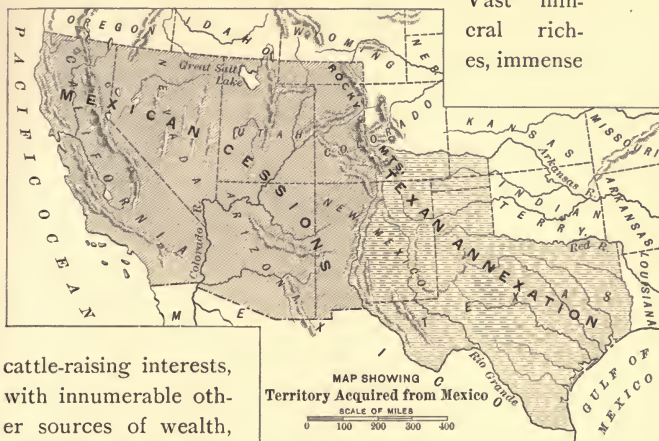 Vast min-
eral rich-
es, immense
OREGON
IDAHO
WYOMING
NEB
PACIFIC OCEAN
Great Salt
Lake
ROCKY
MTS.
MEXICAN CESSIONS
CALIFORNIA
NEVADA
UTAH
COLORADO
KANSAS
MISSOURI
Arkansas R.
INDIAN
TERRY.
ARKANSAS
Red R.
LOUISIANA
Colorado R.
ARIZONA
NEW MEXICO
TEXAN ANNEXATION
TEXAS
MEXICO
Rio Grande
GULF OF
MEXICO
cattle-raising interests,
with innumerable oth-
er sources of wealth,
MAP SHOWING
Territory Acquired from Mexico
SCALE OF MILES
0 100 200 300 400